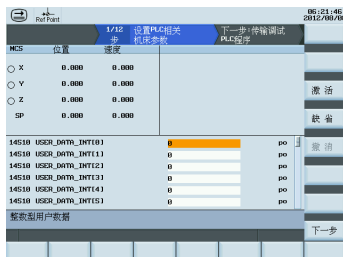 Ref Point
06:21:46
2012/08/0
1/12 步
设置PLC相关机床参数
下一步:传输调试PLC程序
MCS 位置 速度
X 0.000 0.000
Y 0.000 0.000
Z 0.000 0.000
SP 0.000 0.000
激活
缺省
撤消
14510 USER_DATA_INT[0] 0 po
14510 USER_DATA_INT[1] 0 po
14510 USER_DATA_INT[2] 0 po
14510 USER_DATA_INT[3] 0 po
14510 USER_DATA_INT[4] 0 po
14510 USER_DATA_INT[5] 0 po
整数型用户数据
下一步